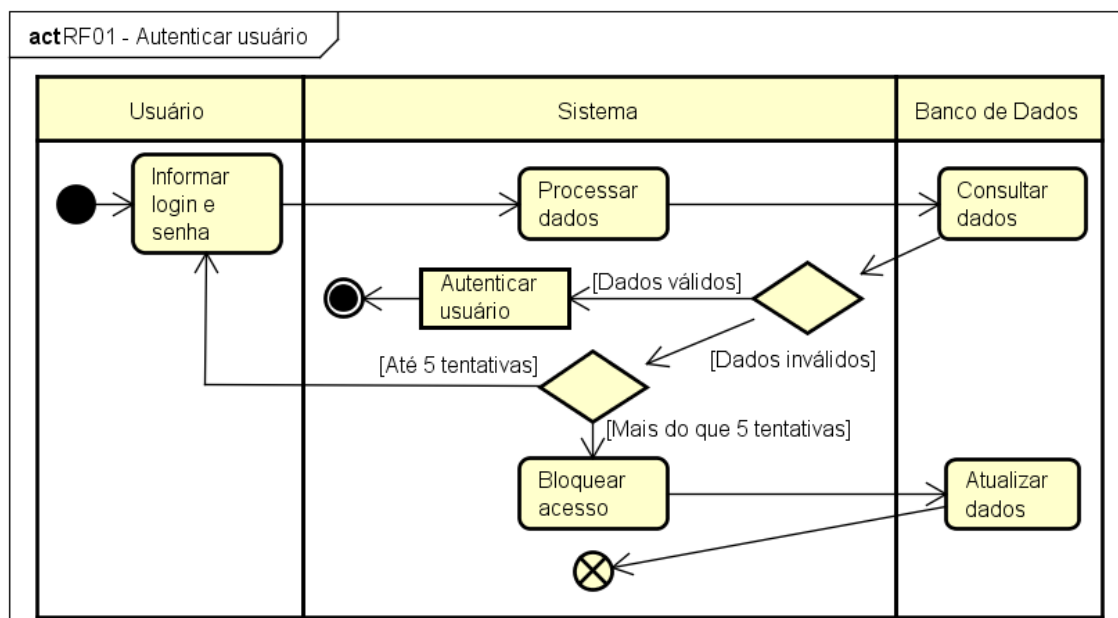 act RF01 - Autenticar usuário
Usuário
Sistema
Banco de Dados
Informar
login e
senha
Processar
dados
Consultar
dados
Autenticar
usuário
[Dados válidos]
[Dados inválidos]
[Até 5 tentativas]
[Mais do que 5 tentativas]
Bloquear
acesso
Atualizar
dados